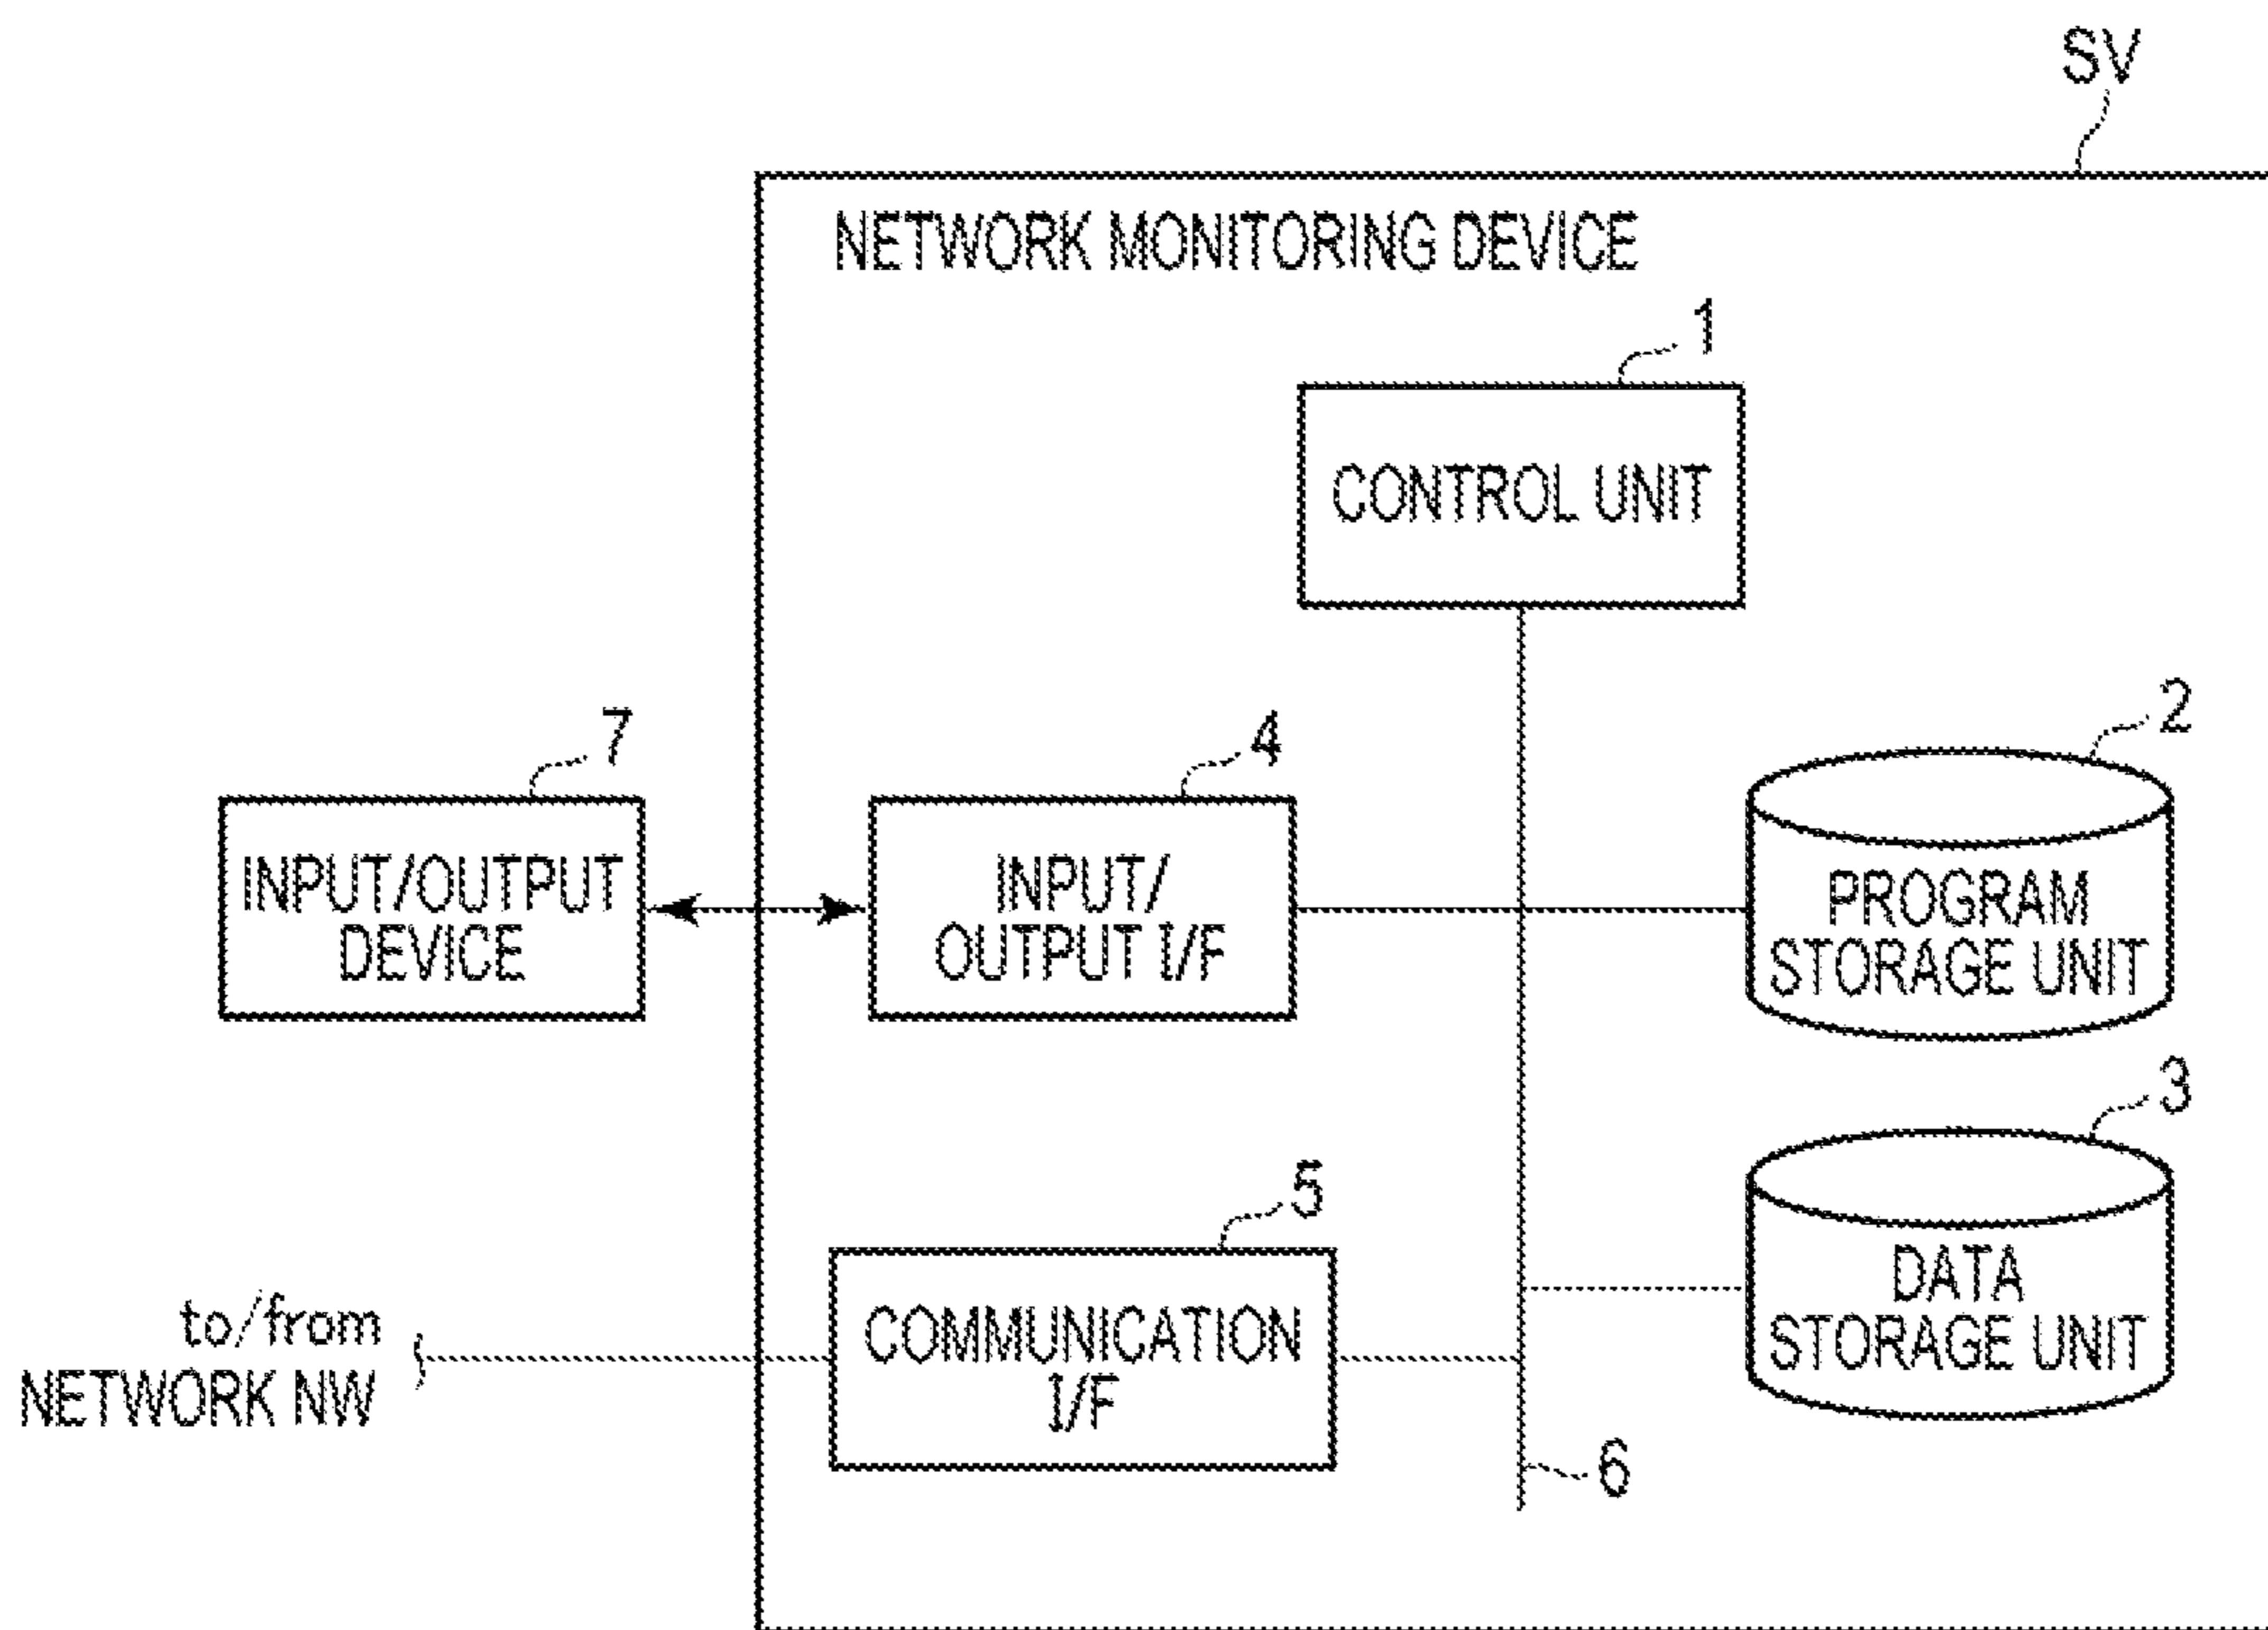 SV
NETWORK MONITORING DEVICE
1
CONTROL UNIT
2
7
4
INPUT/OUTPUT
DEVICE
INPUT/
OUTPUT I/F
PROGRAM
STORAGE UNIT
3
5
DATA
STORAGE UNIT
to/from
NETWORK NW
COMMUNICATION
I/F
6